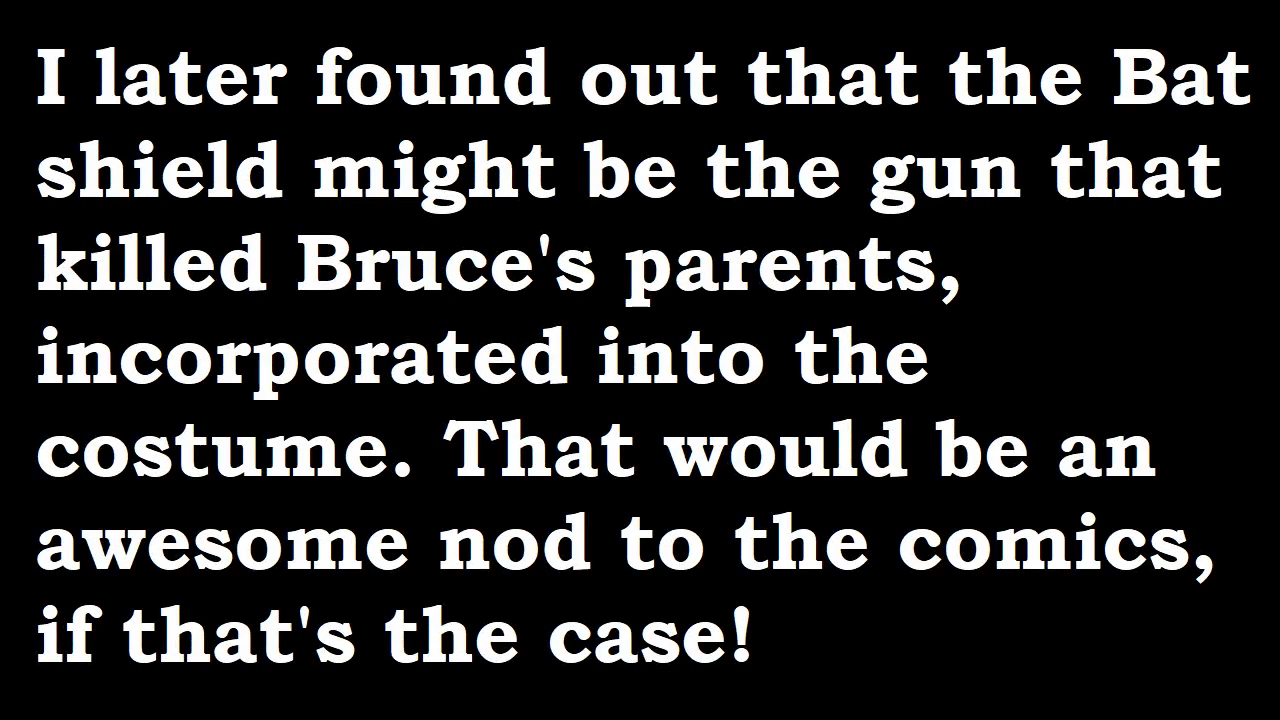 I later found out that the Bat
shield might be the gun that
killed Bruce's parents,
incorporated into the
costume. That would be an
awesome nod to the comics,
if that's the case!